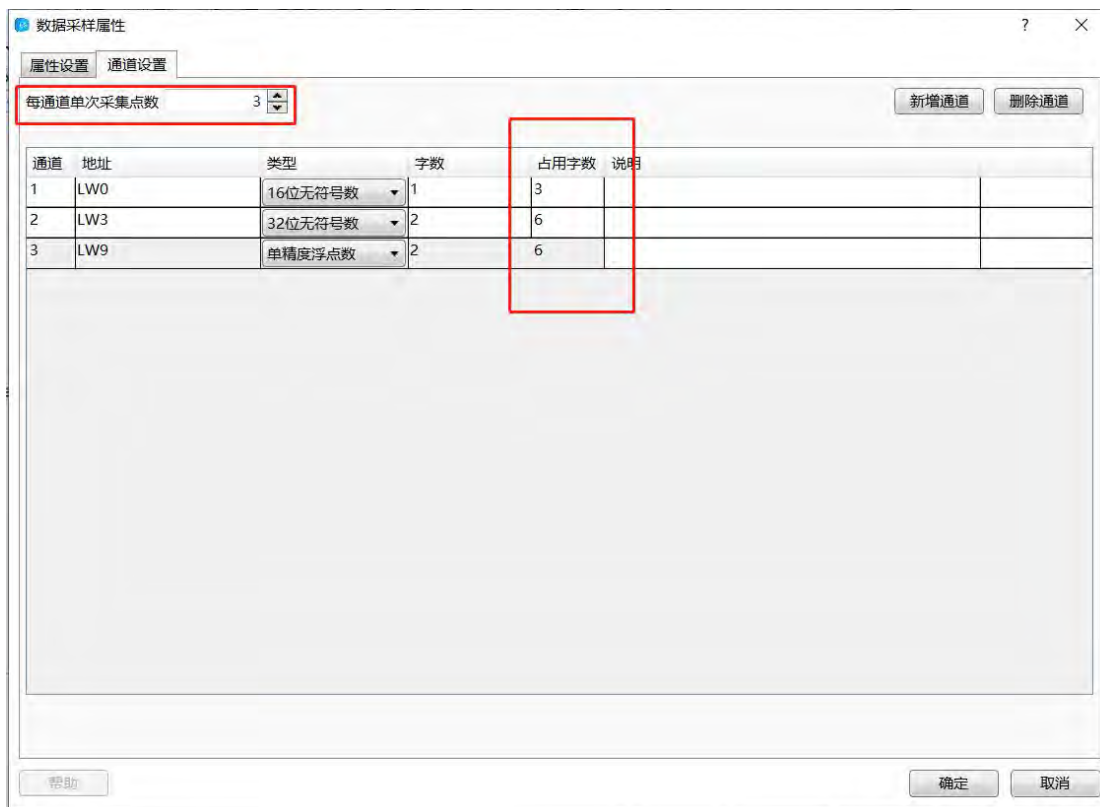 数据采样属性
属性设置 通道设置
每通道单次采集点数 3 新增通道 删除通道
通道 地址 类型 字数 占用字数 说明
1 LW0 16位无符号数 1 3
2 LW3 32位无符号数 2 6
3 LW9 单精度浮点数 2 6
帮助 确定 取消